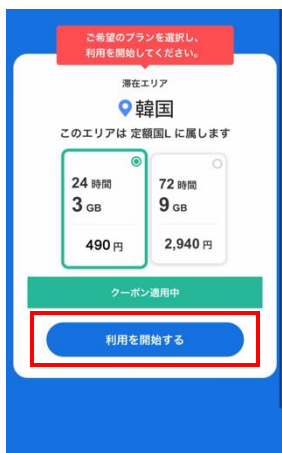 ご希望のプランを選択し、
利用を開始してください。
滞在エリア
韓国
このエリアは 定額国L に属します
24 時間
3 GB
490 円
72 時間
9 GB
2,940 円
クーポン適用中
利用を開始する